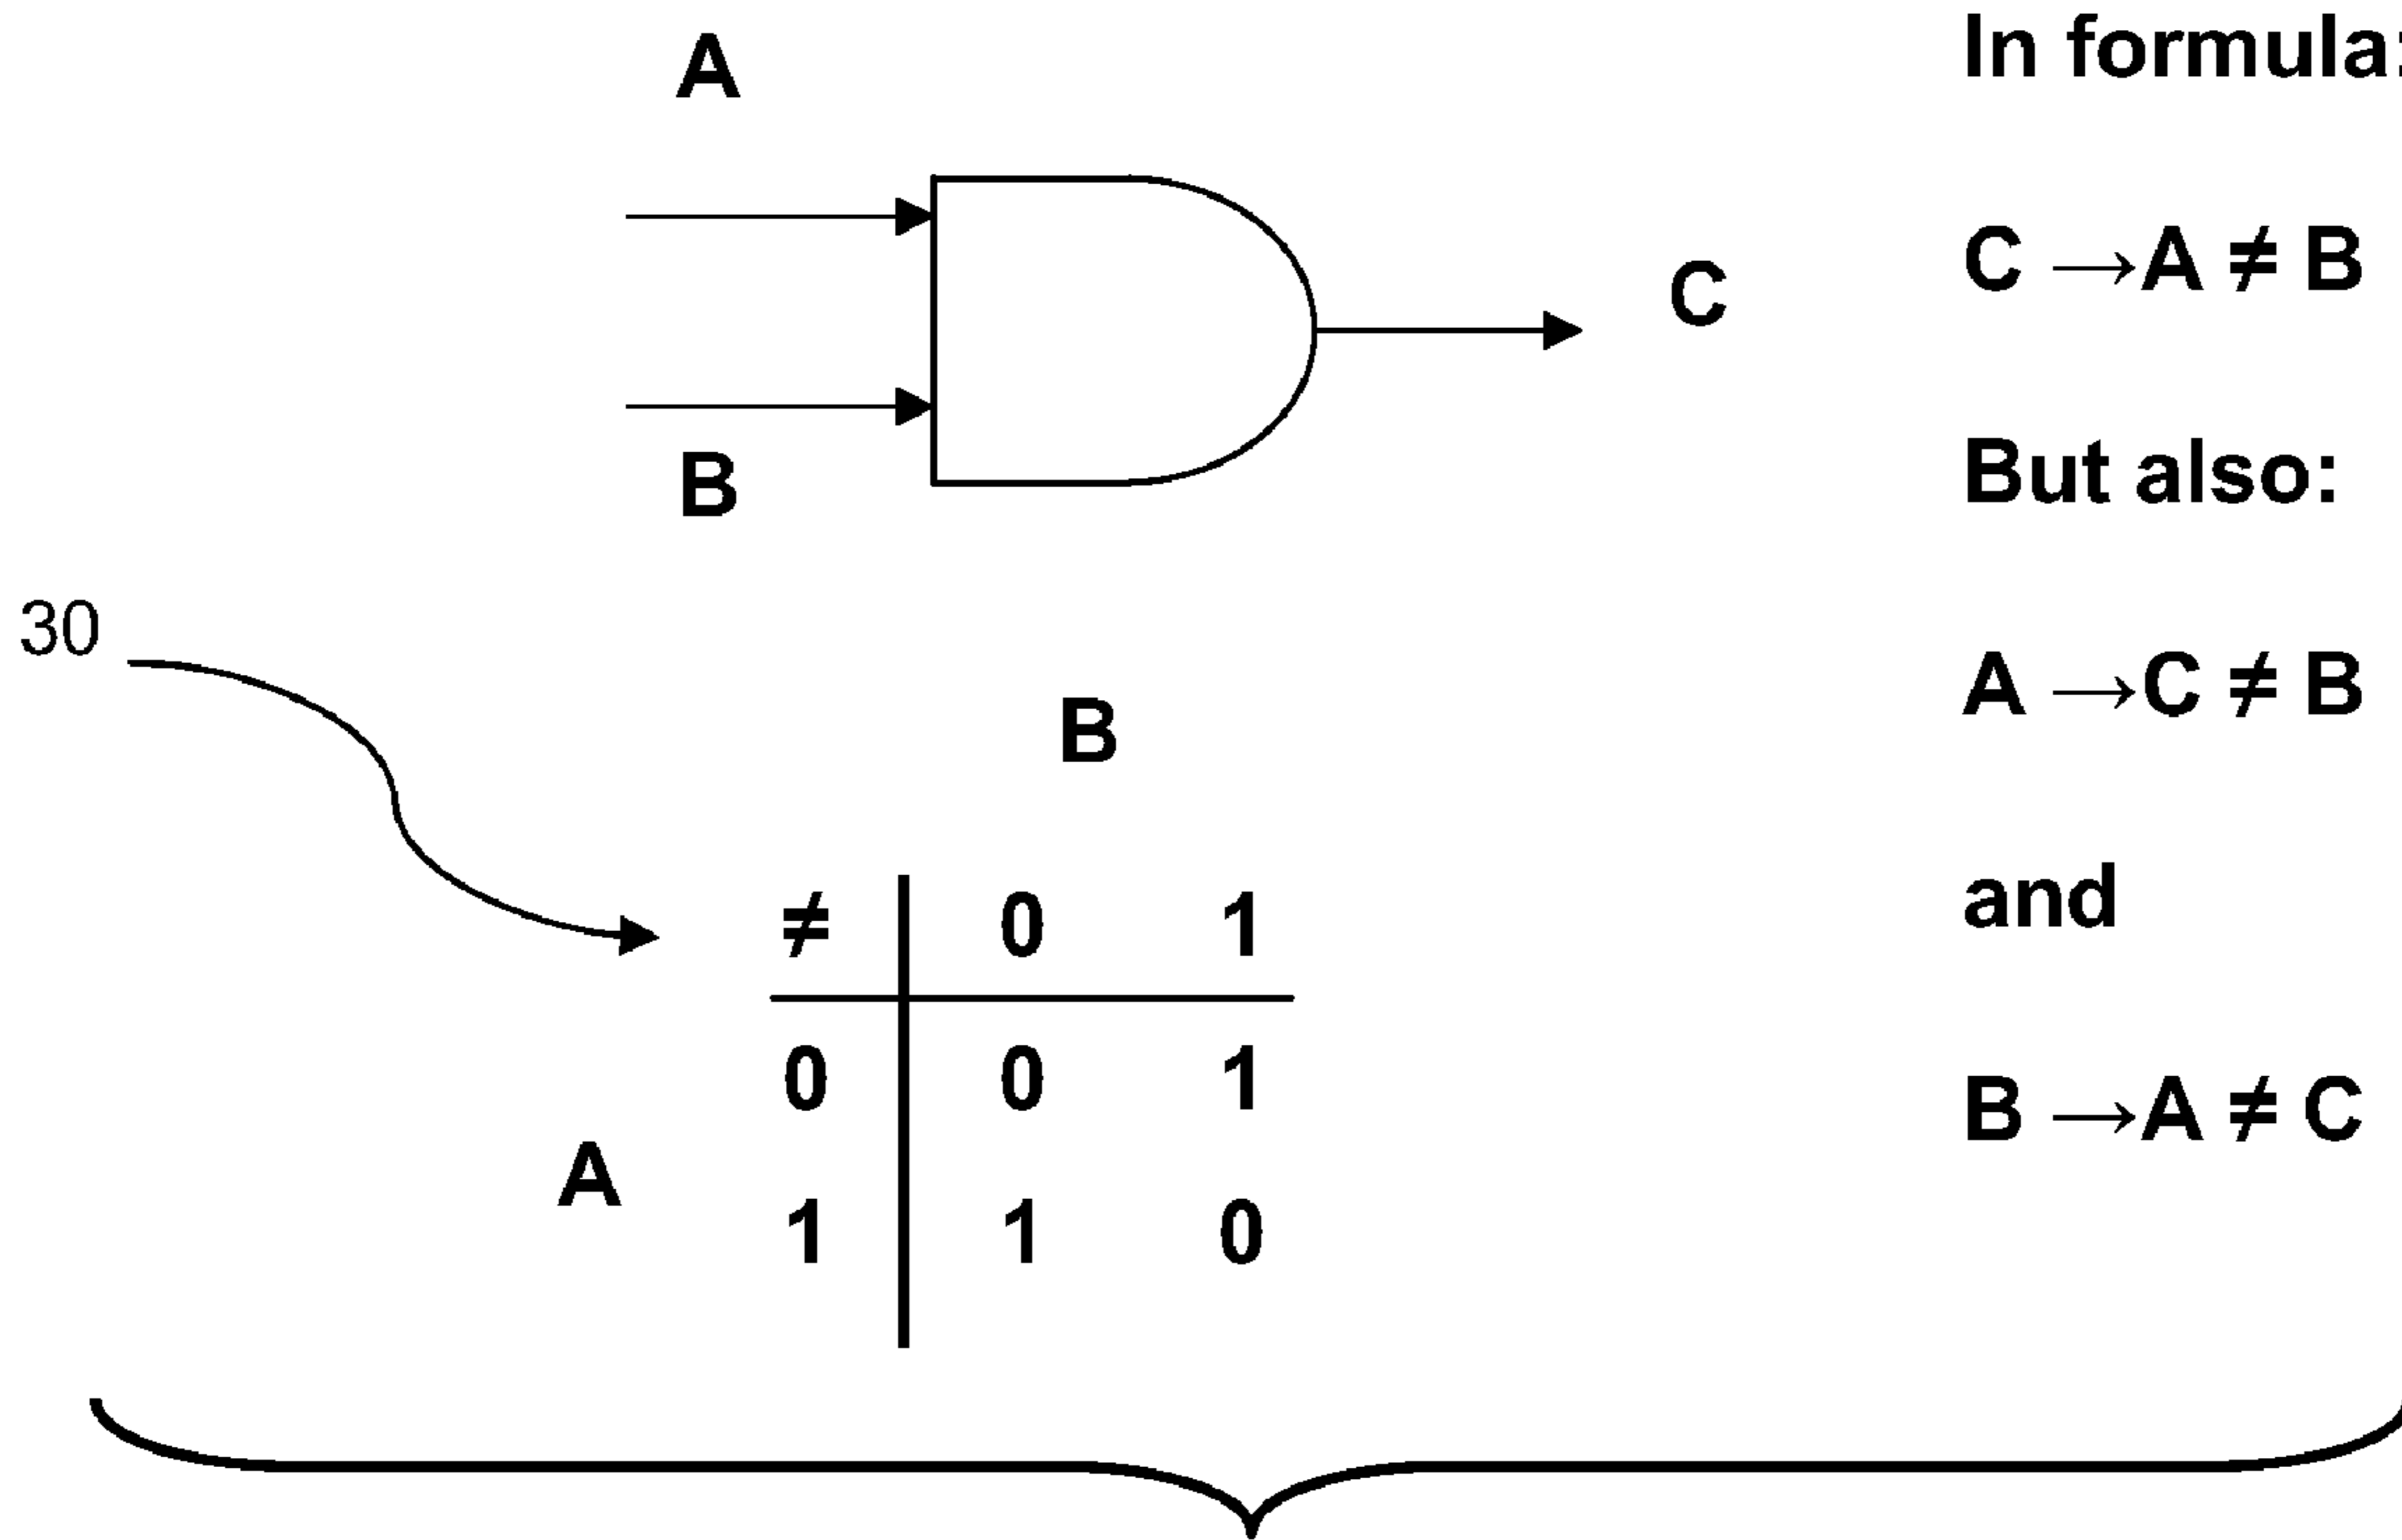 A
B
C
30
B
≠ 0 1
0 0 1
A
1 1 0
In formula:
C →A ≠ B
But also:
A →C ≠ B
and
B →A ≠ C